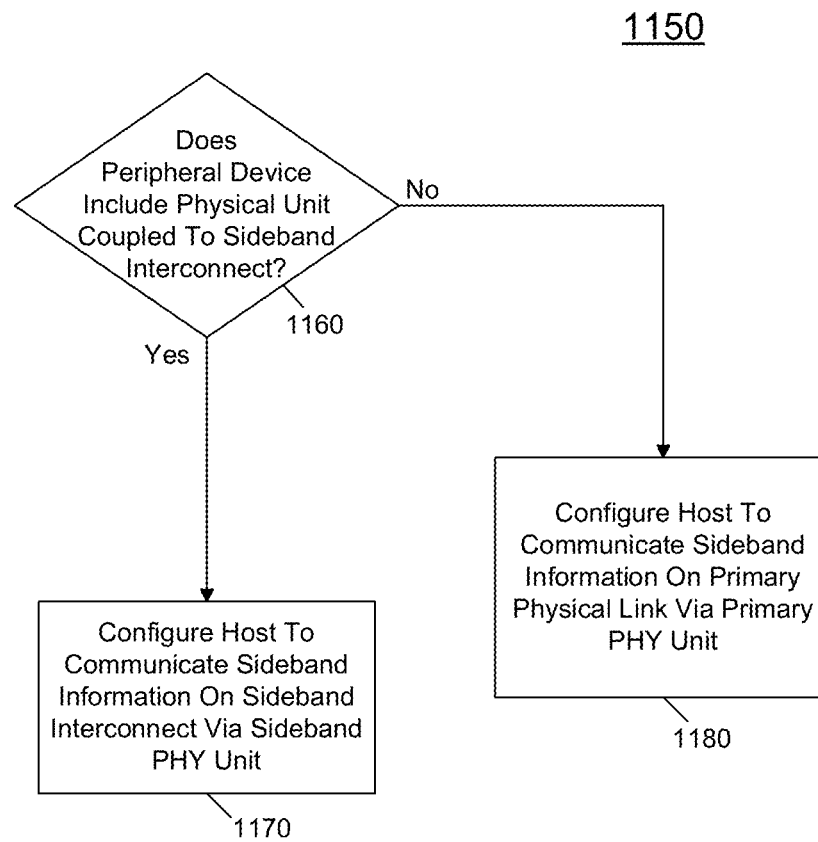 1150
Does
Peripheral Device
Include Physical Unit
Coupled To Sideband
Interconnect?
No
1160
Yes
Configure Host To
Communicate Sideband
Information On Primary
Physical Link Via Primary
PHY Unit
1180
Configure Host To
Communicate Sideband
Information On Sideband
Interconnect Via Sideband
PHY Unit
1170